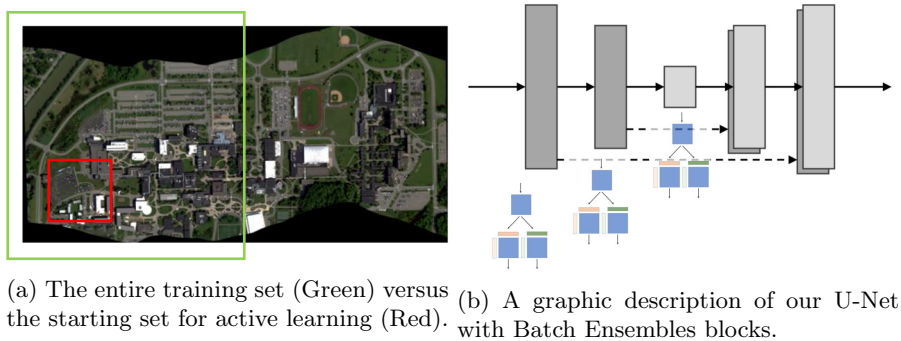 (a) The entire training set (Green) versus
the starting set for active learning (Red).
(b) A graphic description of our U-Net
with Batch Ensembles blocks.